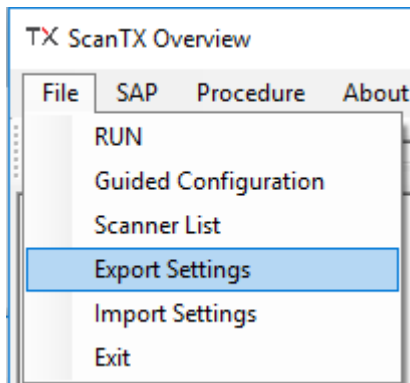 TX ScanTX Overview
File SAP Procedure About
RUN
Guided Configuration
Scanner List
Export Settings
Import Settings
Exit